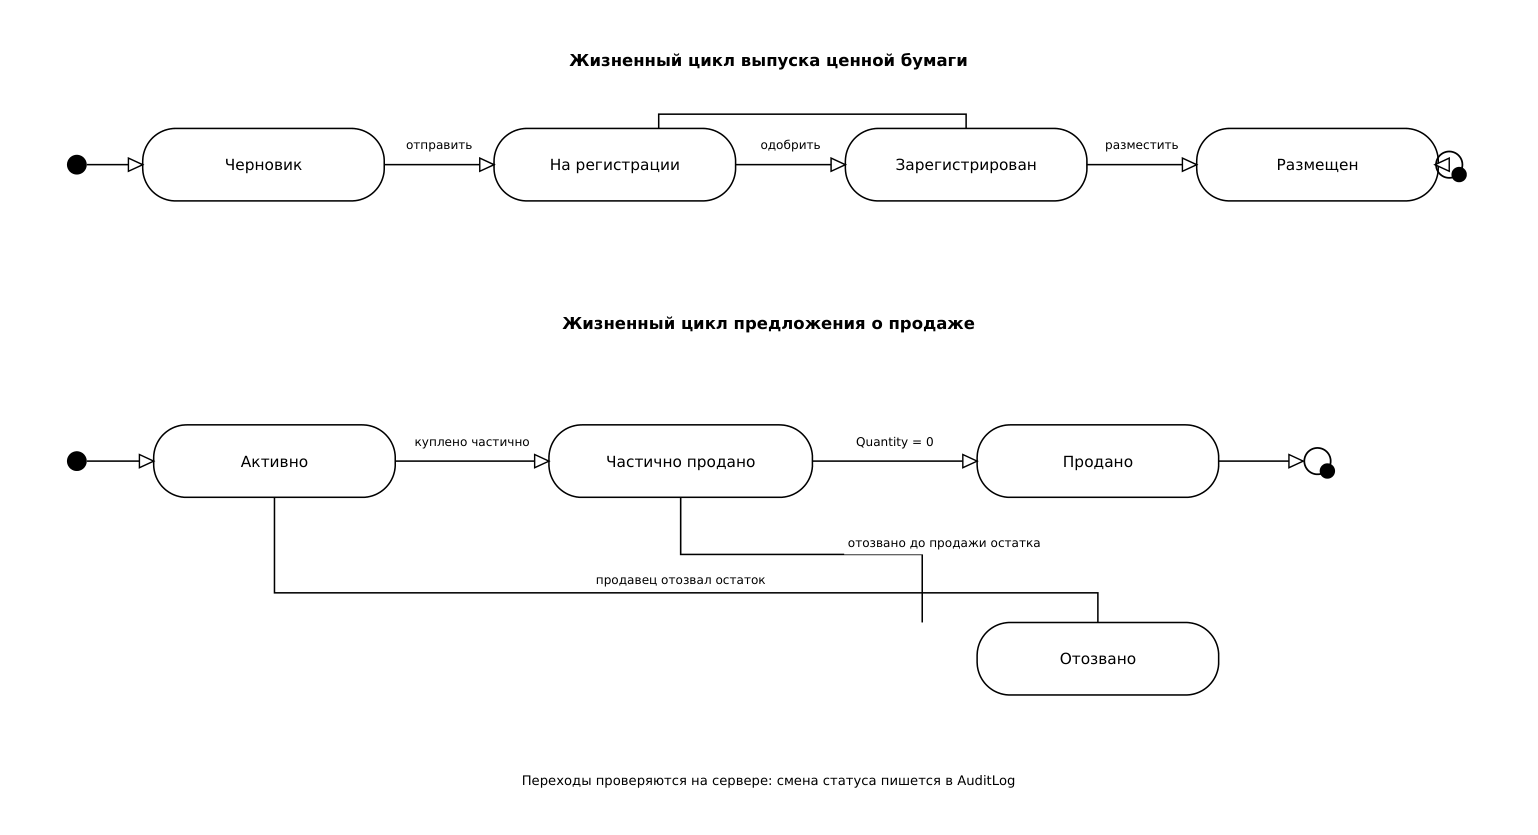 Жизненный цикл выпуска ценной бумаги
Черновик
отправить
На регистрации
одобрить
Зарегистрирован
разместить
Размещен
Жизненный цикл предложения о продаже
Активно
куплено частично
Частично продано
Quantity = 0
Продано
отозвано до продажи остатка
продавец отозвал остаток
Отозвано
Переходы проверяются на сервере: смена статуса пишется в AuditLog